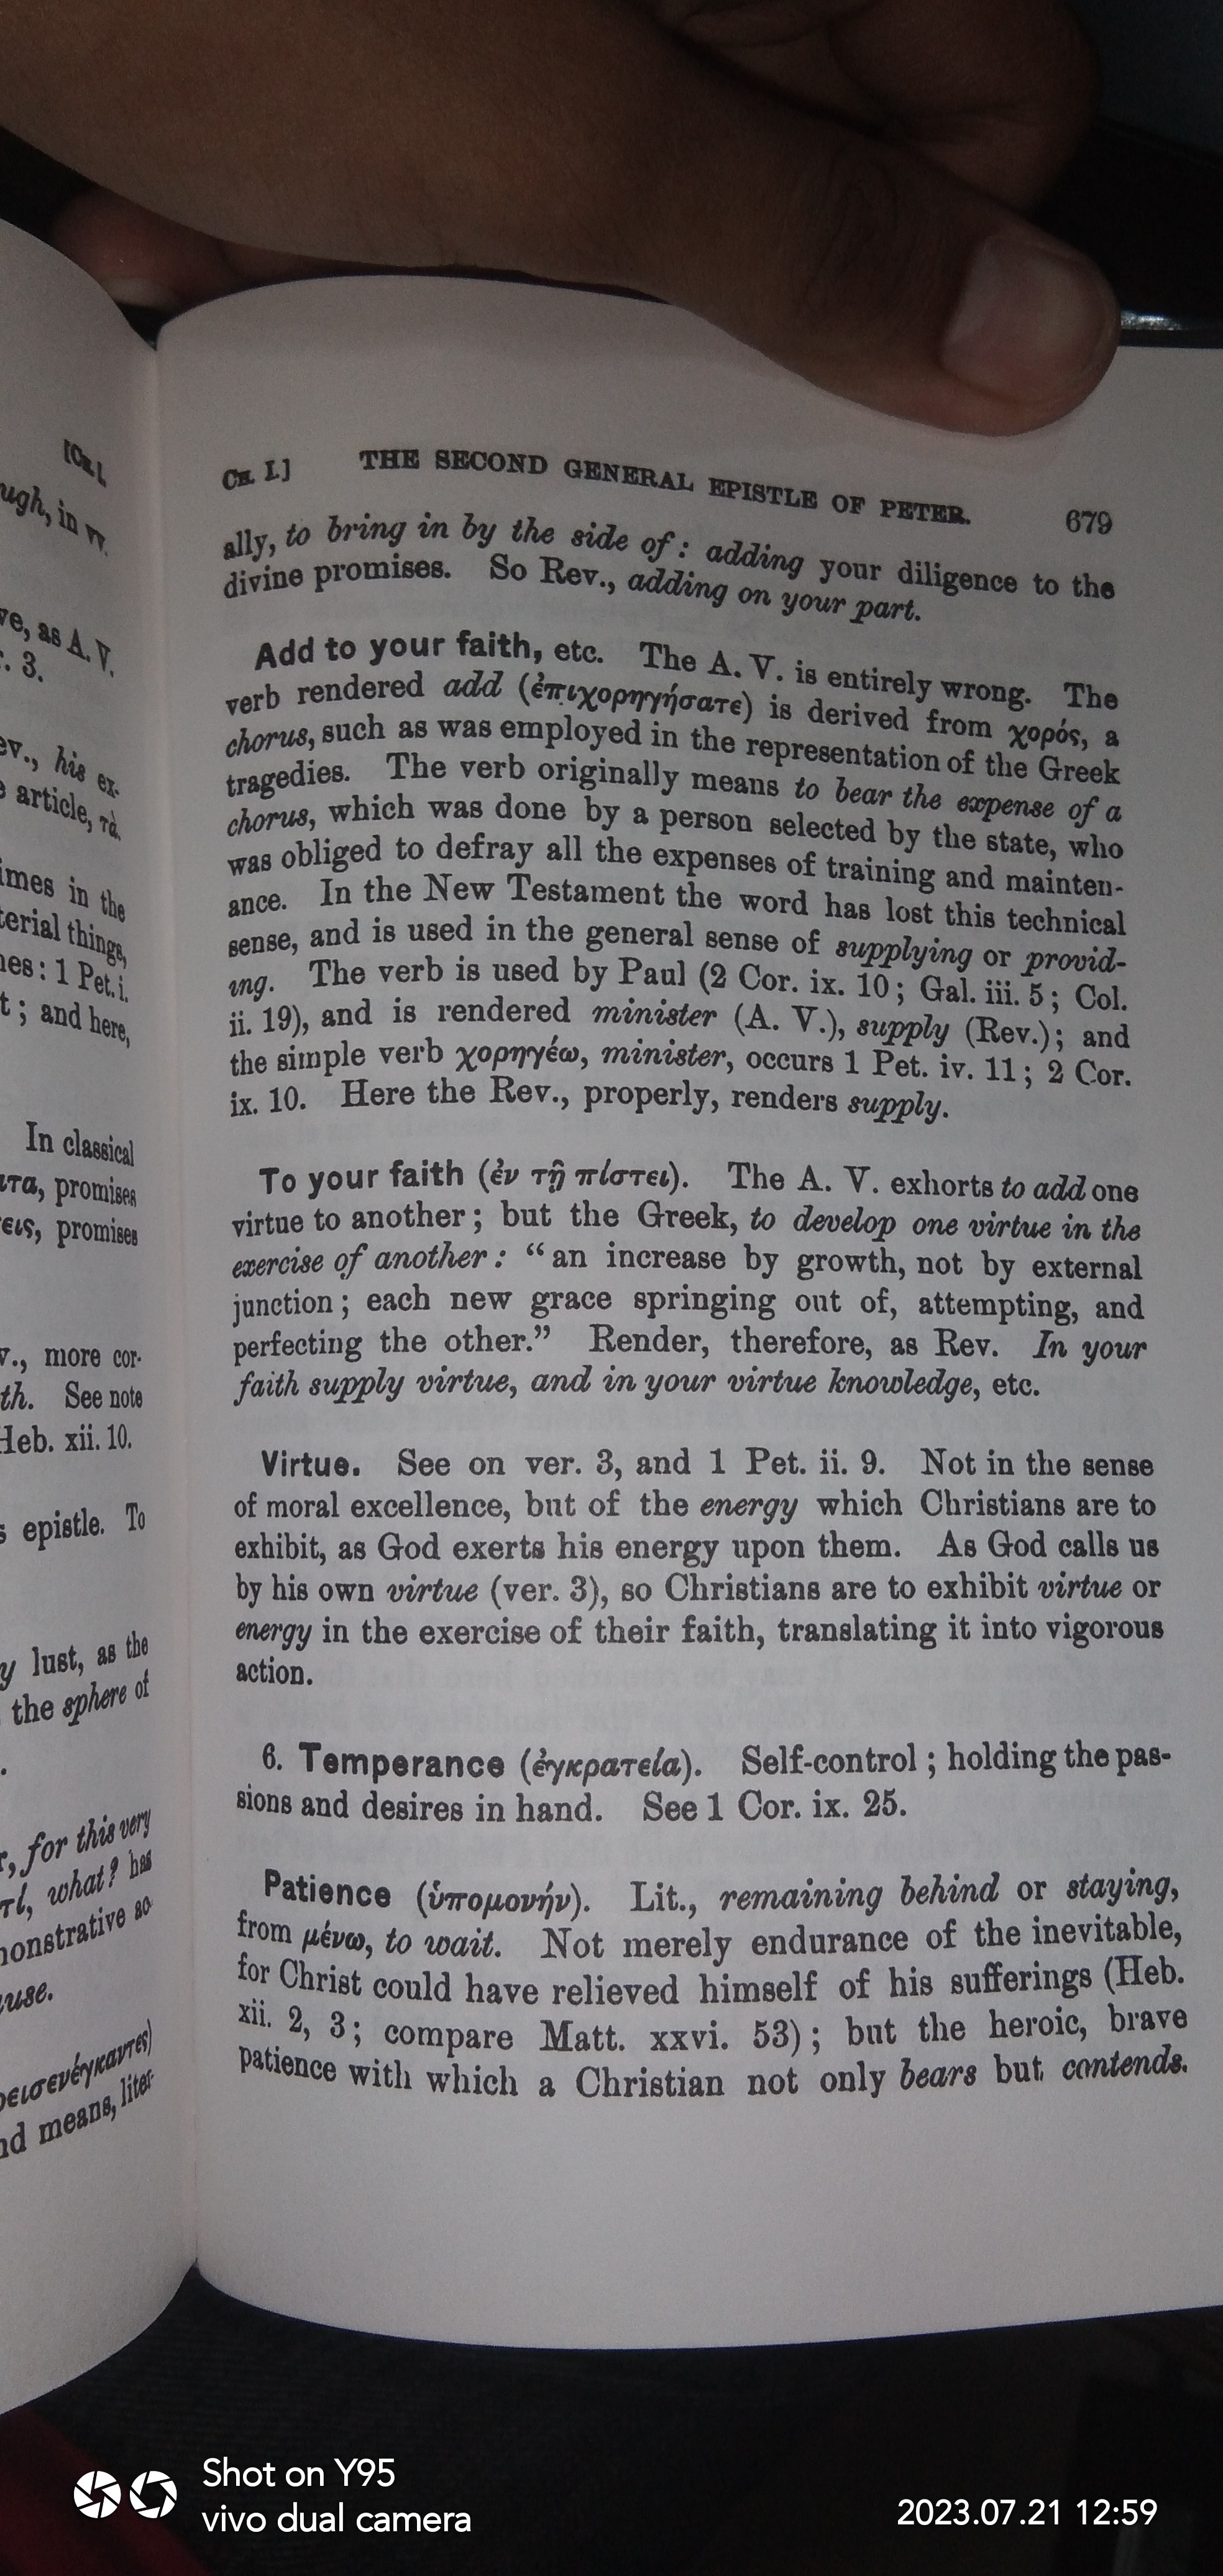 [CH. I.
ugh, in vv.
ve, as A. V.
. 3.
ev., his ex-
article, τὰ
imes in the
terial things,
nes: 1 Pet. i.
t; and here,
In classical
ιτα, promises
εις, promises
v., more cor-
th. See note
Heb. xii. 10.
s epistle. To
y lust, as the
the sphere of
.
r, for this very
τί, what? has
nonstrative so
use.
ρεισενέγκαντες)
nd means, liter-
CH. I.] THE SECOND GENERAL EPISTLE OF PETER. 679
ally, to bring in by the side of: adding your diligence to the
divine promises. So Rev., adding on your part.
Add to your faith, etc. The A. V. is entirely wrong. The
verb rendered add (ἐπιχορηγήσατε) is derived from χορός, a
chorus, such as was employed in the representation of the Greek
tragedies. The verb originally means to bear the expense of a
chorus, which was done by a person selected by the state, who
was obliged to defray all the expenses of training and mainten-
ance. In the New Testament the word has lost this technical
sense, and is used in the general sense of supplying or provid-
ing. The verb is used by Paul (2 Cor. ix. 10; Gal. iii. 5; Col.
ii. 19), and is rendered minister (A. V.), supply (Rev.); and
the simple verb χορηγέω, minister, occurs 1 Pet. iv. 11; 2 Cor.
ix. 10. Here the Rev., properly, renders supply.
To your faith (ἐν τῇ πίστει). The A. V. exhorts to add one
virtue to another; but the Greek, to develop one virtue in the
exercise of another: “an increase by growth, not by external
junction; each new grace springing out of, attempting, and
perfecting the other.” Render, therefore, as Rev. In your
faith supply virtue, and in your virtue knowledge, etc.
Virtue. See on ver. 3, and 1 Pet. ii. 9. Not in the sense
of moral excellence, but of the energy which Christians are to
exhibit, as God exerts his energy upon them. As God calls us
by his own virtue (ver. 3), so Christians are to exhibit virtue or
energy in the exercise of their faith, translating it into vigorous
action.
6. Temperance (ἐγκρατεία). Self-control; holding the pas-
sions and desires in hand. See 1 Cor. ix. 25.
Patience (ὑπομονήν). Lit., remaining behind or staying,
from μένω, to wait. Not merely endurance of the inevitable,
for Christ could have relieved himself of his sufferings (Heb.
xii. 2, 3; compare Matt. xxvi. 53); but the heroic, brave
patience with which a Christian not only bears but contends.
Shot on Y95
vivo dual camera
2023.07.21 12:59